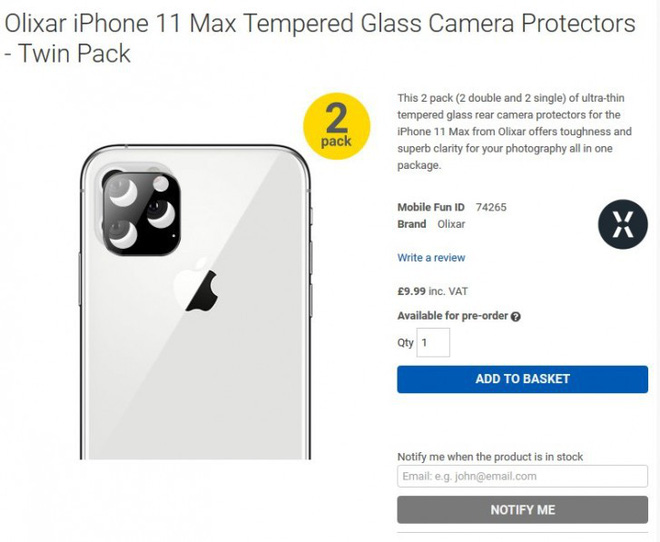 Olixar iPhone 11 Max Tempered Glass Camera Protectors
- Twin Pack
2
pack
This 2 pack (2 double and 2 single) of ultra-thin
tempered glass rear camera protectors for the
iPhone 11 Max from Olixar offers toughness and
superb clarity for your photography all in one
package.
Mobile Fun ID 74265
Brand Olixar
Write a review
£9.99 inc. VAT
Available for pre-order ?
Qty 1
ADD TO BASKET
Notify me when the product is in stock
Email: e.g. john@email.com
NOTIFY ME